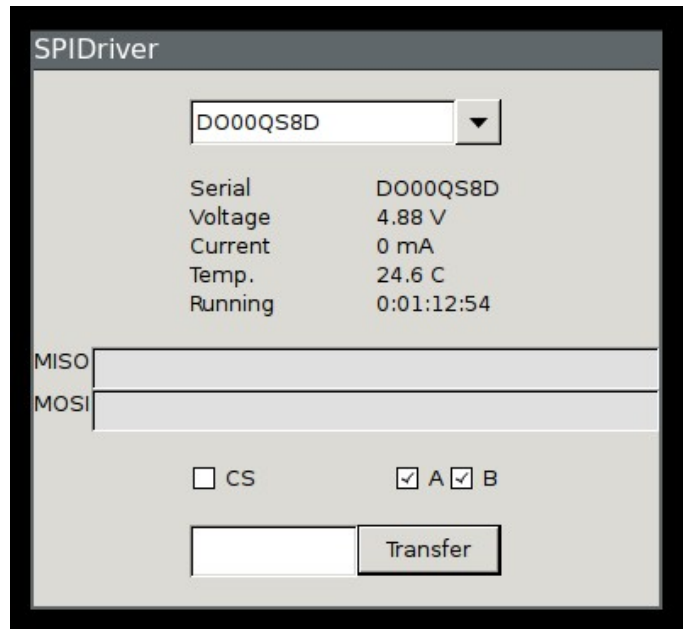 SPIDriver
DO00QS8D
Serial DO00QS8D
Voltage 4.88 V
Current 0 mA
Temp. 24.6 C
Running 0:01:12:54
MISO
MOSI
CS A B
Transfer